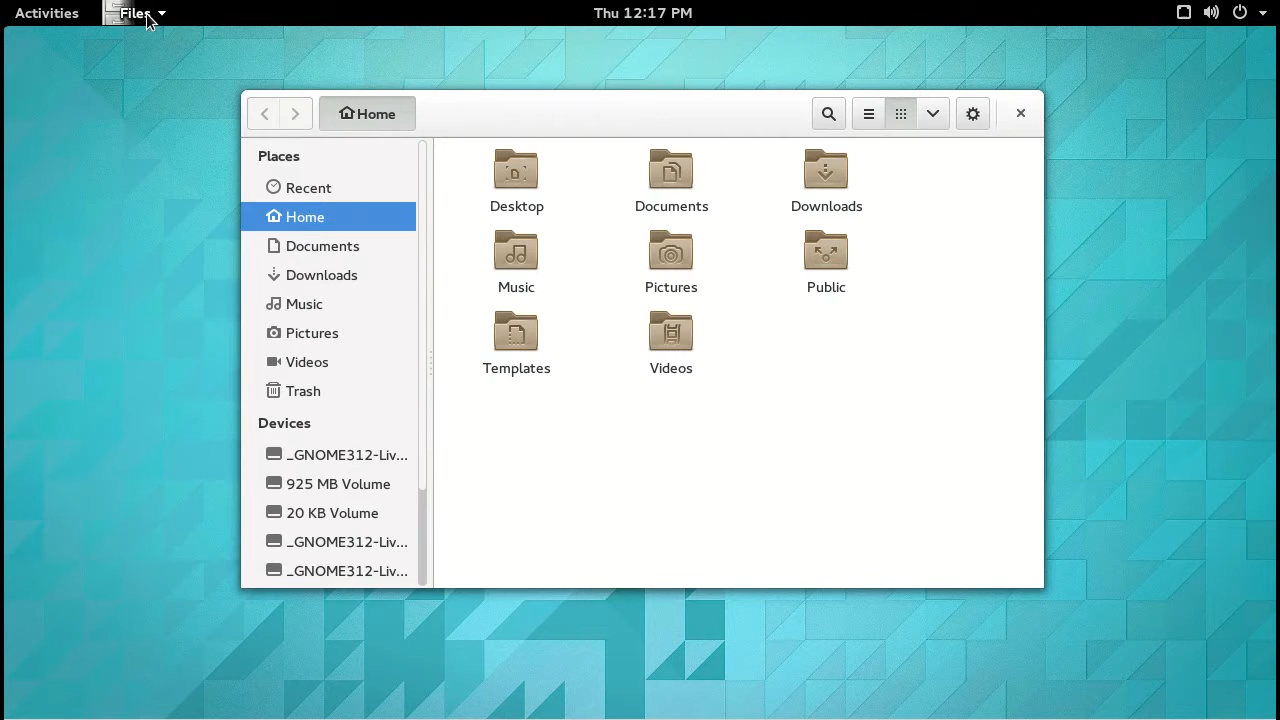 Activities
Files
Thu 12:17 PM
Home
Places
Recent
Home
Documents
Downloads
Music
Pictures
Videos
Trash
Devices
_GNOME312-Liv...
925 MB Volume
20 KB Volume
_GNOME312-Liv...
_GNOME312-Liv...
Desktop
Documents
Downloads
Music
Pictures
Public
Templates
Videos